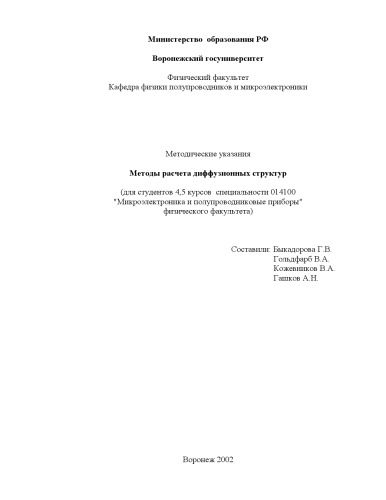 Министерство образования РФ
Воронежский госуниверситет
Физический факультет
Кафедра физики полупроводников и микроэлектроники
Методические указания
Методы расчета диффузионных структур
(для студентов 4,5 курсов специальности 014100
"Микроэлектроника и полупроводниковые приборы"
физического факультета)
Составили: Быкадорова Г.В.
Гольдфарб В.А.
Кожевников В.А.
Гашков А.Н.
Воронеж 2002